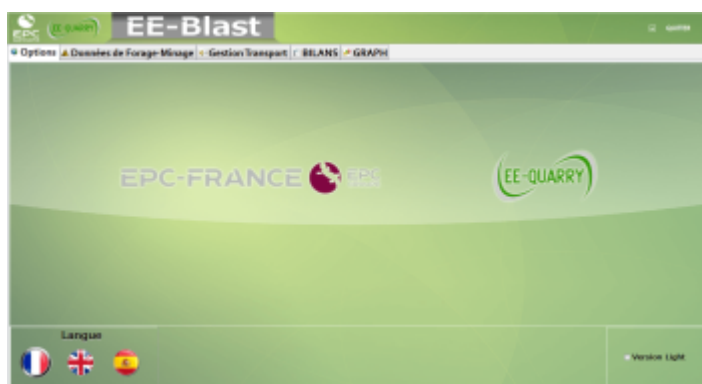 EPC EE-QUARRY EE-Blast
Options Données de Forage-Minage Gestion Transport BILANS GRAPH
EPC-FRANCE EPC EE-QUARRY
Langue
Version Light